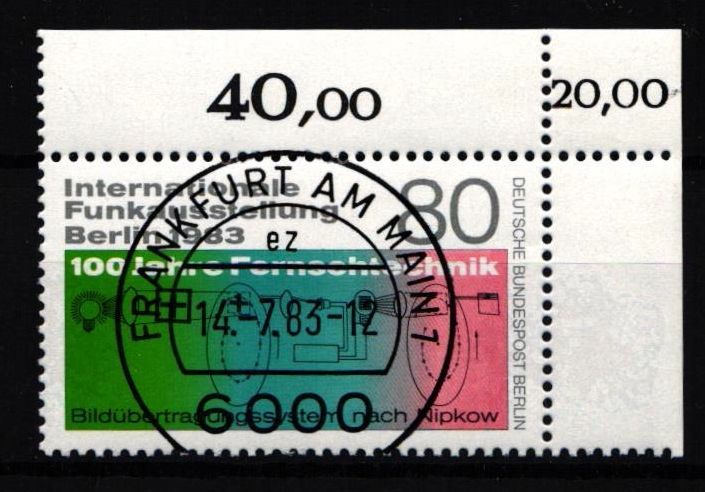 40,00
20,00
Internationale
Funkausstellung
Berlin 1983
80
100 Jahre Fernsehtechnik
DEUTSCHE BUNDESPOST BERLIN
Bildübertragungssystem nach Nipkow
FRANKFURT AM MAIN 1
ez
14.-7.83-12
6000